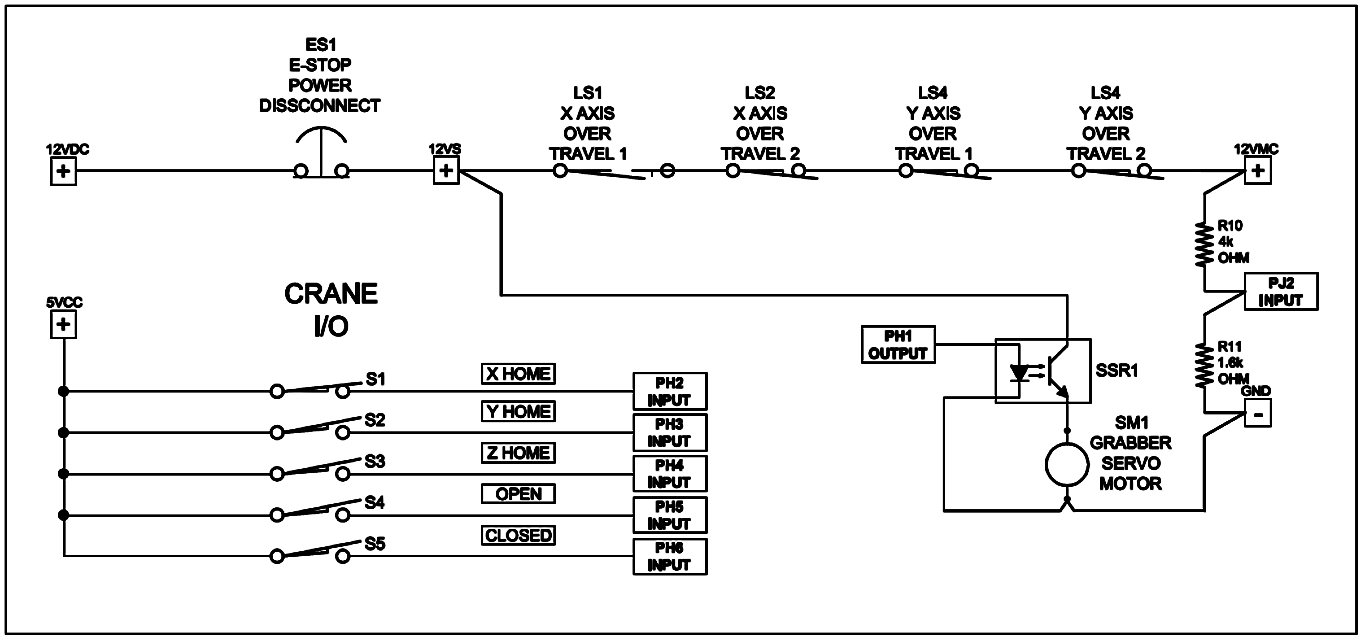 ES1
E-STOP
POWER
DISSCONNECT
LS1
X AXIS
OVER
TRAVEL 1
LS2
X AXIS
OVER
TRAVEL 2
LS4
Y AXIS
OVER
TRAVEL 1
LS4
Y AXIS
OVER
TRAVEL 2
12VDC
+
12VS
+
12VMC
+
R10
4k
OHM
PJ2
INPUT
R11
1.6k
OHM
GND
-
5VCC
+
CRANE
I/O
PH1
OUTPUT
SSR1
SM1
GRABBER
SERVO
MOTOR
S1
X HOME
PH2
INPUT
S2
Y HOME
PH3
INPUT
S3
Z HOME
PH4
INPUT
S4
OPEN
PH5
INPUT
S5
CLOSED
PH6
INPUT